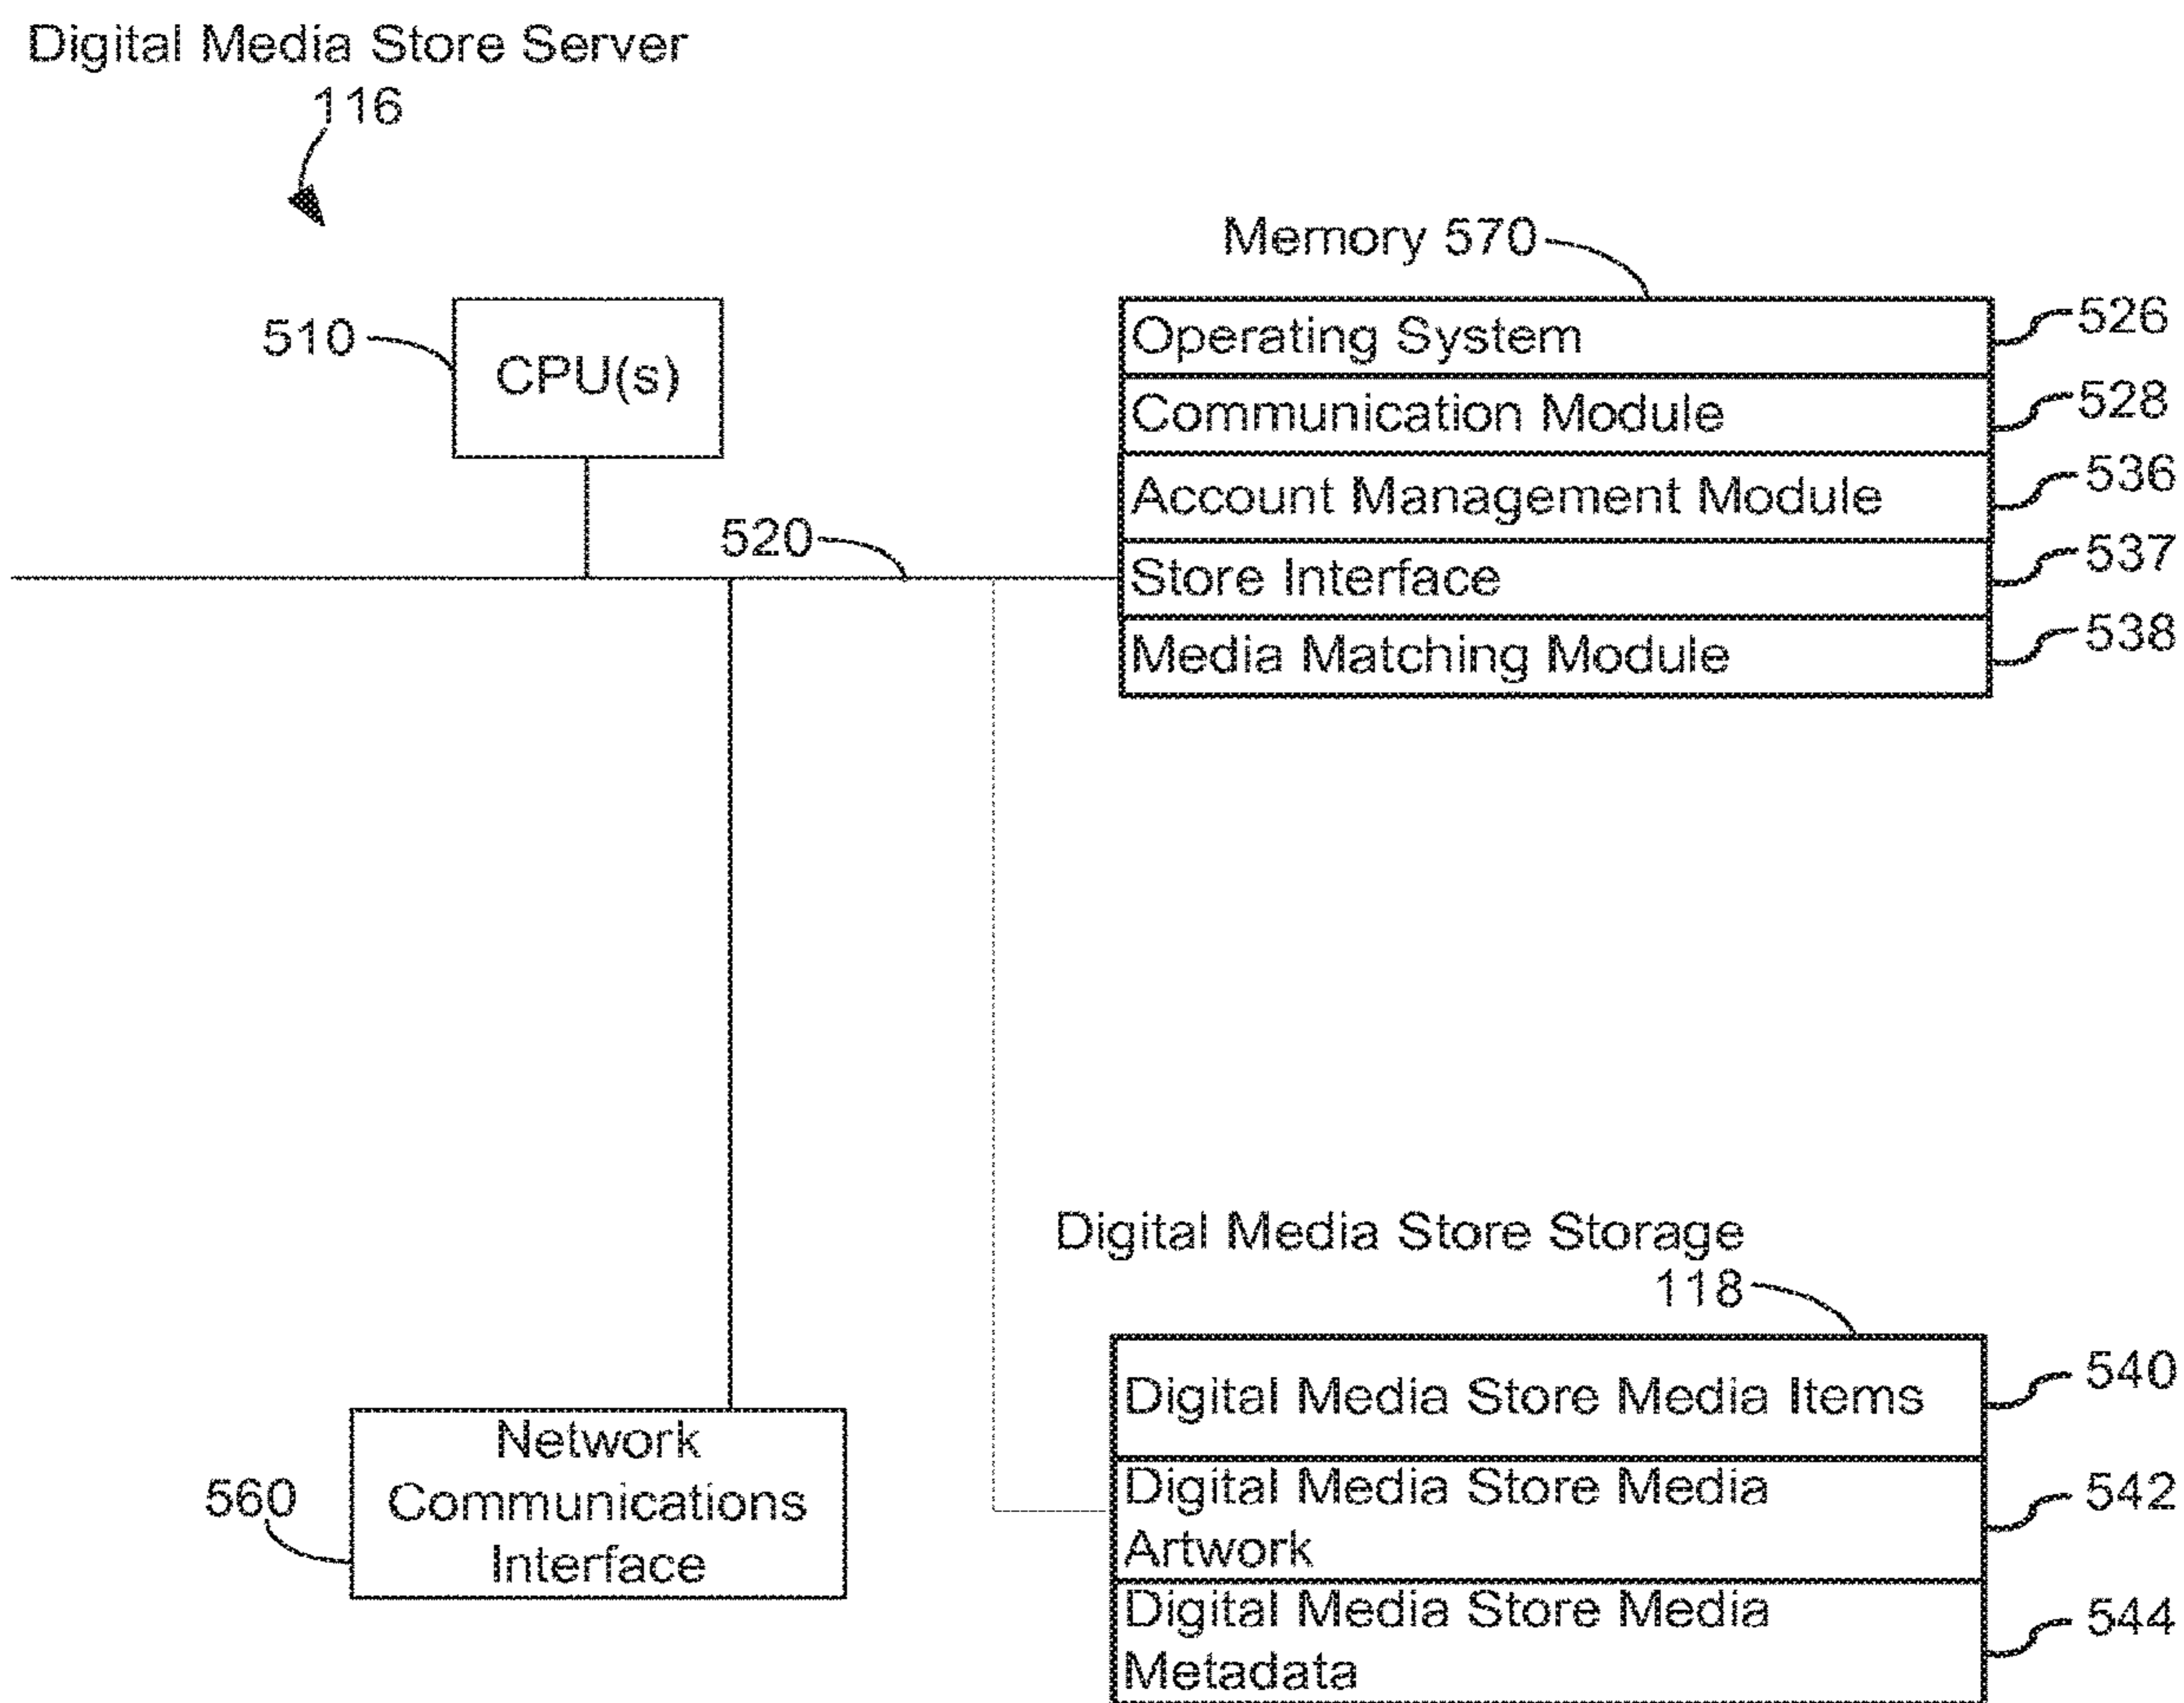 Digital Media Store Server
116
Memory 570
510
CPU(s)
Operating System
526
Communication Module
528
Account Management Module
536
520
Store Interface
537
Media Matching Module
538
Digital Media Store Storage
118
Digital Media Store Media Items
540
Digital Media Store Media
Artwork
542
Digital Media Store Media
Metadata
544
Network
Communications
Interface
560